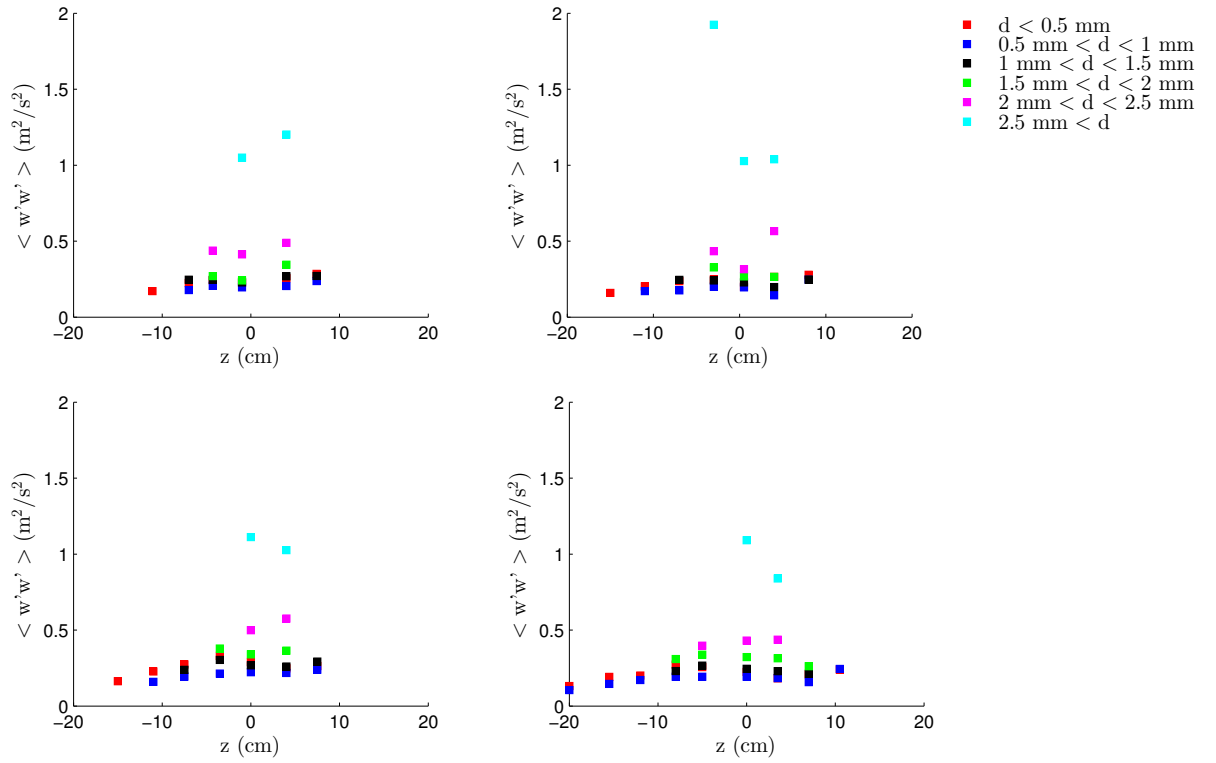 2
1.5
1
0.5
0
−20
−10
0
10
20
z (cm)
< w'w' > (m²/s²)
2
1.5
1
0.5
0
−20
−10
0
10
20
z (cm)
< w'w' > (m²/s²)
d < 0.5 mm
0.5 mm < d < 1 mm
1 mm < d < 1.5 mm
1.5 mm < d < 2 mm
2 mm < d < 2.5 mm
2.5 mm < d
2
1.5
1
0.5
0
−20
−10
0
10
20
z (cm)
< w'w' > (m²/s²)
2
1.5
1
0.5
0
−20
−10
0
10
20
z (cm)
< w'w' > (m²/s²)